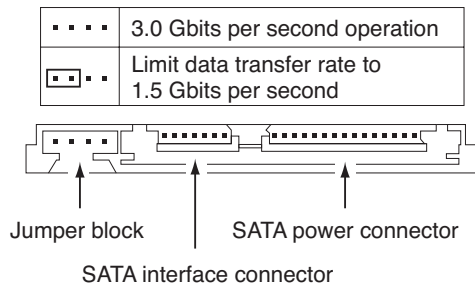 3.0 Gbits per second operation
Limit data transfer rate to
1.5 Gbits per second
Jumper block
SATA power connector
SATA interface connector